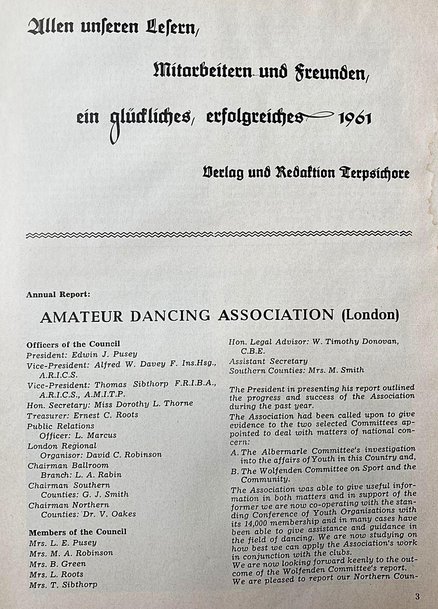 Allen unseren Lesern,
Mitarbeitern und Freunden,
ein glückliches, erfolgreiches 1961
Verlag und Redaktion Terpsichore
Annual Report:
AMATEUR DANCING ASSOCIATION (London)
Officers of the Council
President: Edwin J. Pusey
Vice-President: Alfred W. Davey F. Ins.Hsg.,
A.R.I.C.S.
Vice-President: Thomas Sibthorp F.R.I.B.A.,
A.R.I.C.S., A.M.I.T.P.
Hon. Secretary: Miss Dorothy L. Thorne
Treasurer: Ernest C. Roots
Public Relations
Officer: L. Marcus
London Regional
Organisor: David C. Robinson
Chairman Ballroom
Branch: L. A. Rabin
Chairman Southern
Counties: G. J. Smith
Chairman Northern
Counties: Dr. V. Oakes
Members of the Council
Mrs. L. E. Pusey
Mrs. M. A. Robinson
Mrs. B. Green
Mrs. L. Roots
Mrs. T. Sibthorp
Hon. Legal Advisor: W. Timothy Donovan,
C.B.E.
Assistant Secretary
Southern Counties: Mrs. M. Smith
The President in presenting his report outlined
the progress and success of the Association
during the past year.
The Association had been called upon to give
evidence to the two selected Committees ap-
pointed to deal with matters of national con-
cern:
A. The Albermarle Committee's investigation
into the affairs of Youth in this Country and,
B. The Wolfenden Committee on Sport and the
Community.
The Association was able to give useful infor-
mation in both matters and in support of the
former we are now co-operating with the stan-
ding Conference of Youth Organisations with
its 14,000 membership and in many cases have
been able to give assistance and guidance in
the field of dancing. We are now studying on
how best we can apply the Association's work
in conjunction with the clubs.
We are now looking forward keenly to the out-
come of the Wolfenden Committee's report.
We are pleased to report our Northern Coun-
3